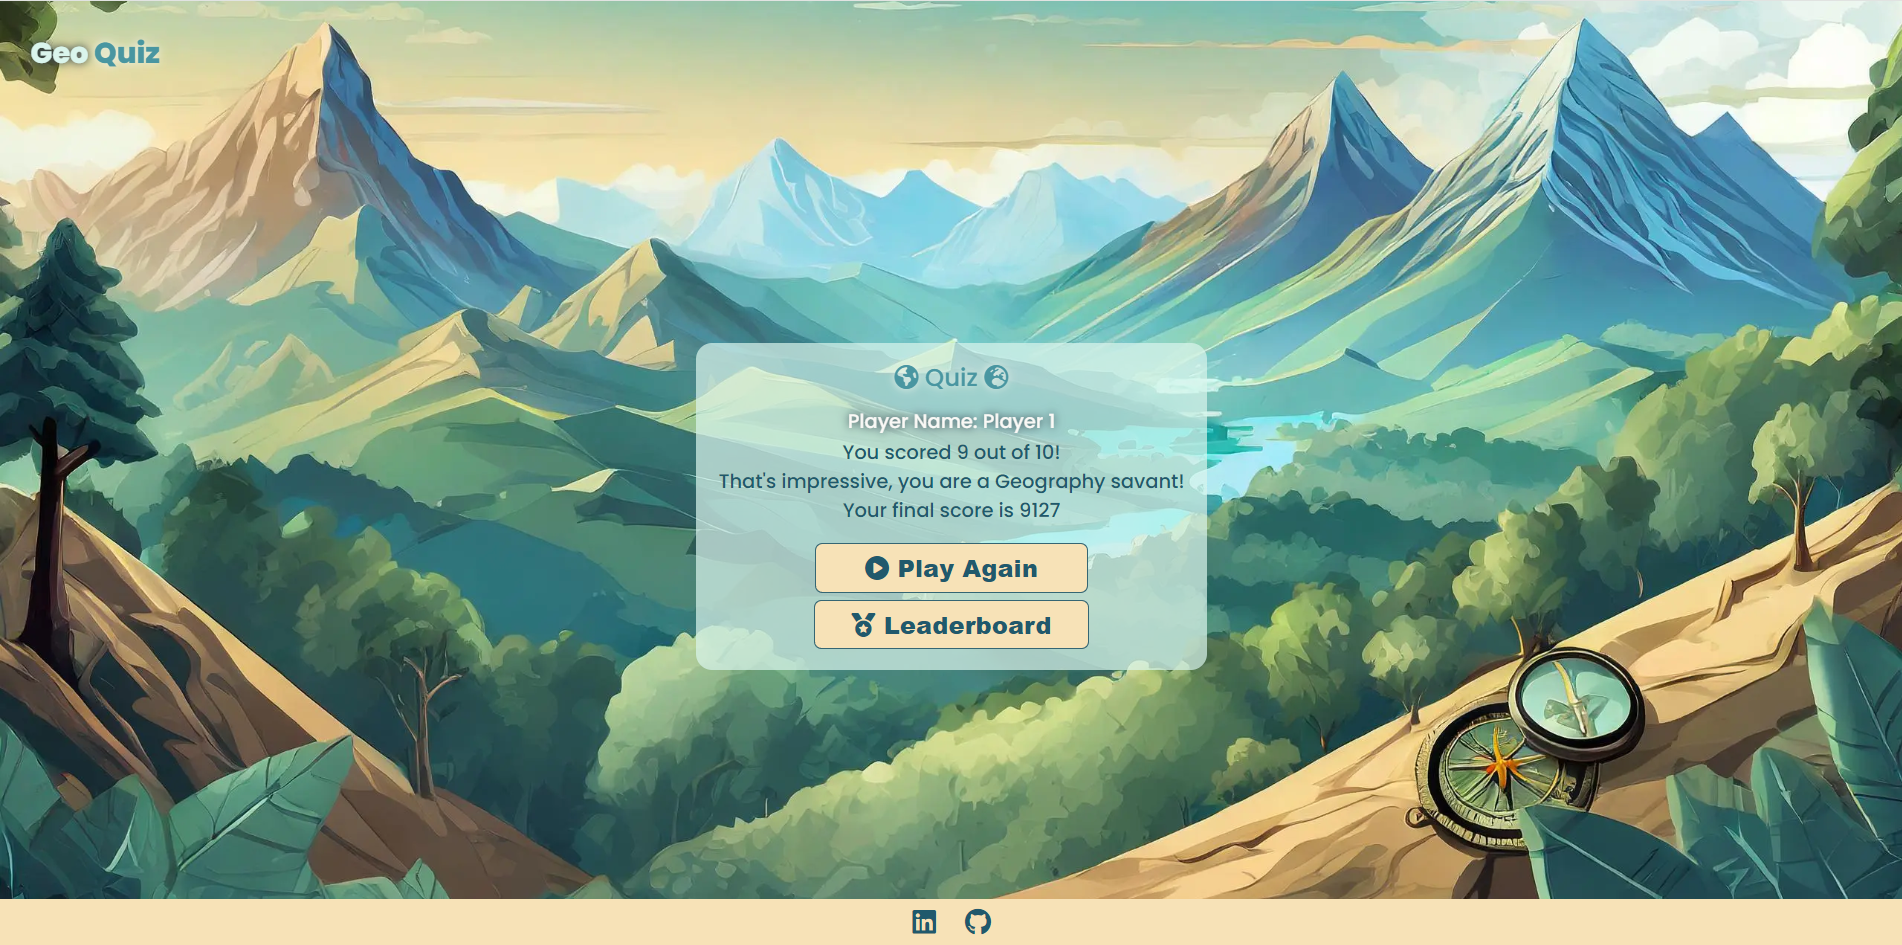 Geo Quiz
Quiz
Player Name: Player 1
You scored 9 out of 10!
That's impressive, you are a Geography savant!
Your final score is 9127
Play Again
Leaderboard
in